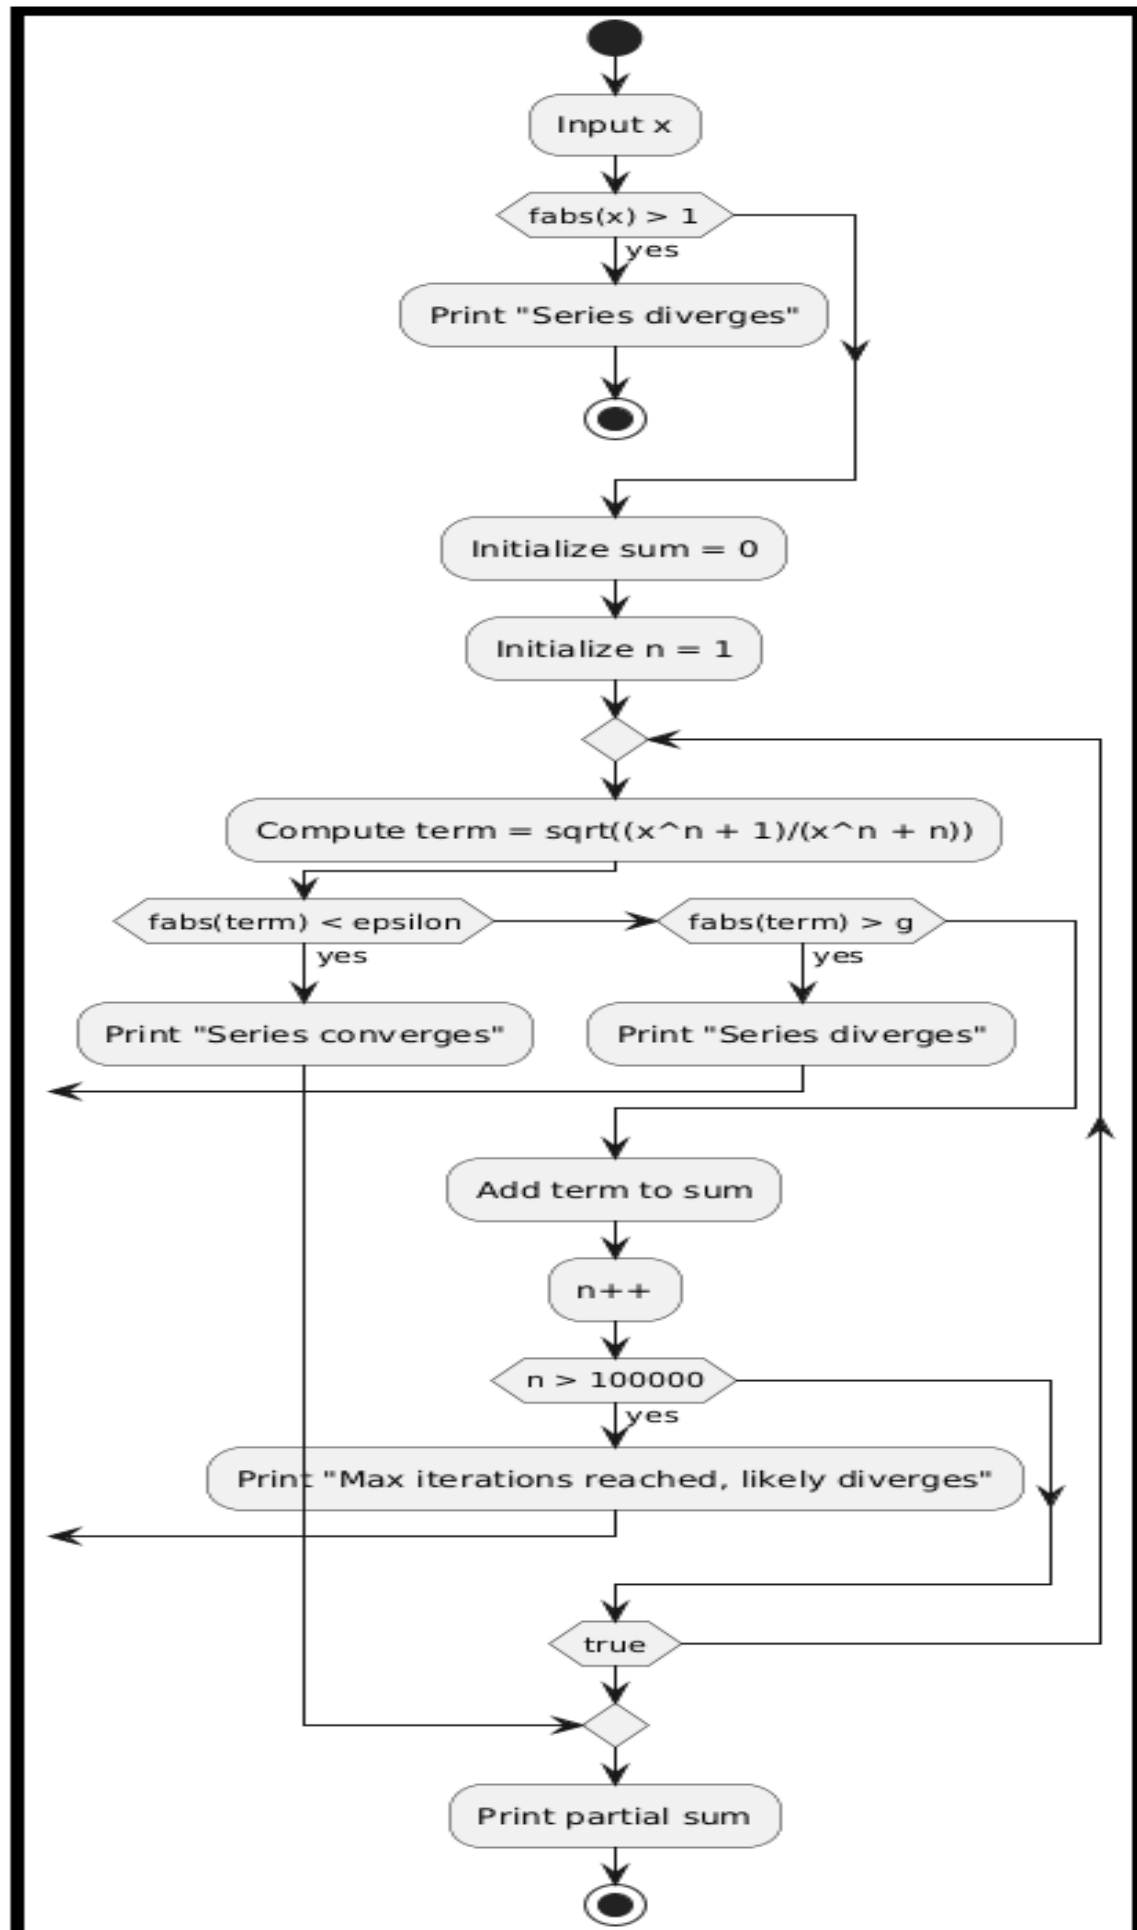 Input x
fabs(x) > 1
yes
Print "Series diverges"
Initialize sum = 0
Initialize n = 1
Compute term = sqrt((x^n + 1)/(x^n + n))
fabs(term) < epsilon
yes
fabs(term) > g
yes
Print "Series converges"
Print "Series diverges"
Add term to sum
n++
n > 100000
yes
Print "Max iterations reached, likely diverges"
true
Print partial sum